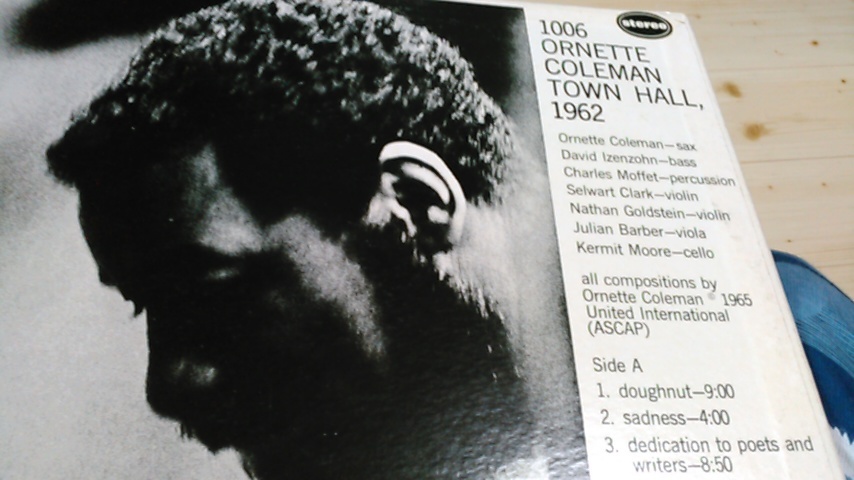 stereo
1006
ORNETTE
COLEMAN
TOWN HALL,
1962
Ornette Coleman—sax
David Izenzohn—bass
Charles Moffet—percussion
Selwart Clark—violin
Nathan Goldstein—violin
Julian Barber—viola
Kermit Moore—cello
all compositions by
Ornette Coleman © 1965
United International
(ASCAP)
Side A
1. doughnut—9:00
2. sadness—4:00
3. dedication to poets and
writers—8:50